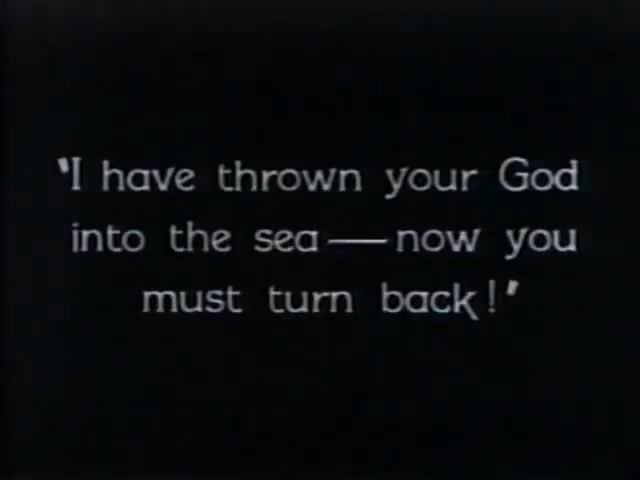 "I have thrown your God
into the sea — now you
must turn back!"